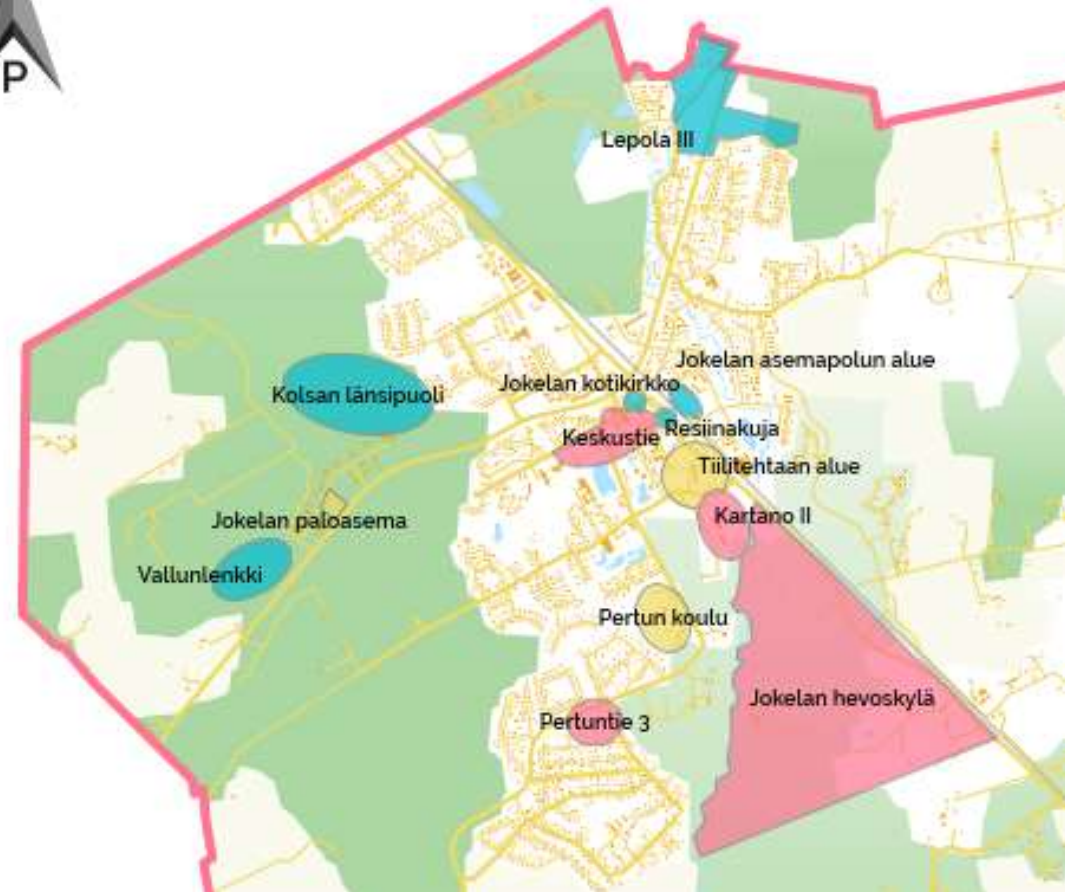 P
Lepola III
Jokelan asemapolun alue
Jokelan kotikirkko
Kolsan länsipuoli
Resiinakuja
Keskustie
Tiilitehtaan alue
Kartano II
Jokelan paloasema
Vallunlenkki
Pertun koulu
Jokelan hevoskylä
Pertuntie 3